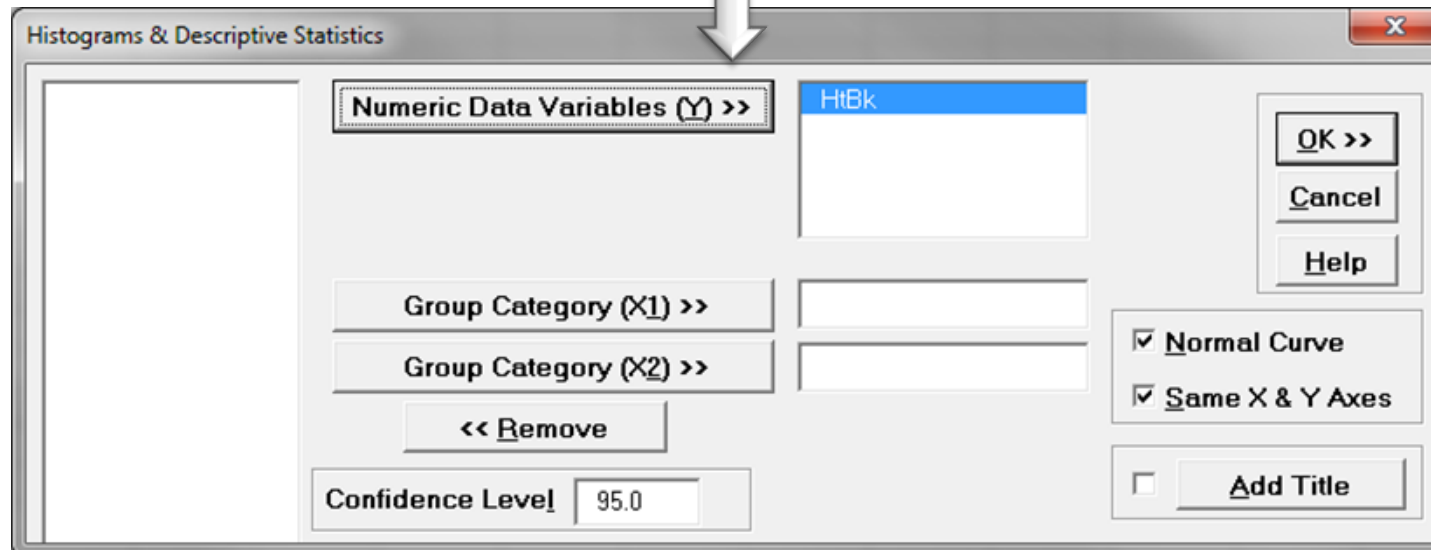 Histograms & Descriptive Statistics
Numeric Data Variables (Y) >>
HtBk
OK >>
Cancel
Help
Group Category (X1) >>
Group Category (X2) >>
Normal Curve
Same X & Y Axes
<< Remove
Confidence Level 95.0
Add Title